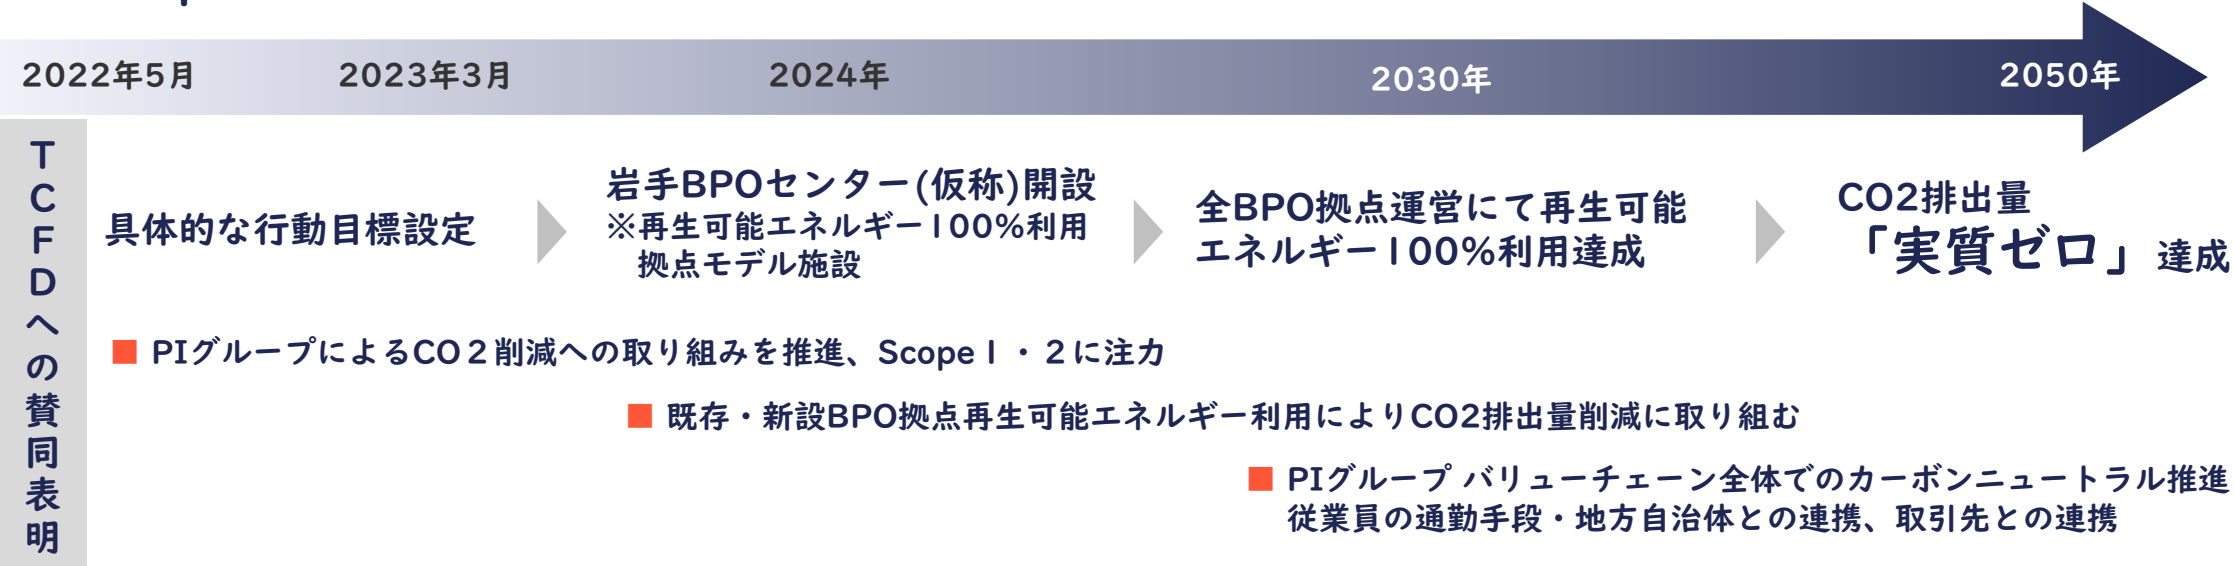 2022年5月
2023年3月
2024年
2030年
2050年
TCFDへの賛同表明
具体的な行動目標設定
岩手BPOセンター(仮称)開設
※再生可能エネルギー100%利用
拠点モデル施設
全BPO拠点運営にて再生可能
エネルギー100%利用達成
CO2排出量
「実質ゼロ」達成
■ PIグループによるCO２削減への取り組みを推進、Scope1・２に注力
■ 既存・新設BPO拠点再生可能エネルギー利用によりCO2排出量削減に取り組む
■ PIグループ バリューチェーン全体でのカーボンニュートラル推進
従業員の通勤手段・地方自治体との連携、取引先との連携